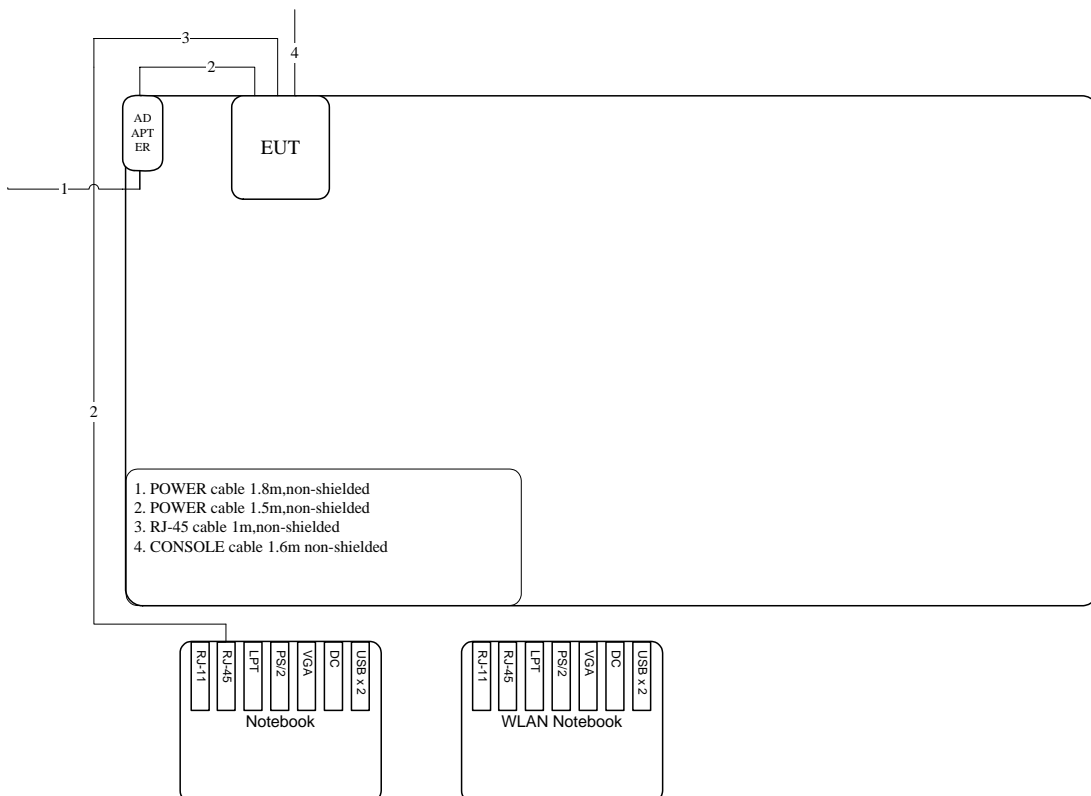 3
4
2
AD
APT
ER
EUT
1
2
1. POWER cable 1.8m,non-shielded
2. POWER cable 1.5m,non-shielded
3. RJ-45 cable 1m,non-shielded
4. CONSOLE cable 1.6m non-shielded
RJ-11
RJ-45
LPT
PS/2
VGA
DC
USB x 2
Notebook
RJ-11
RJ-45
LPT
PS/2
VGA
DC
USB x 2
WLAN Notebook